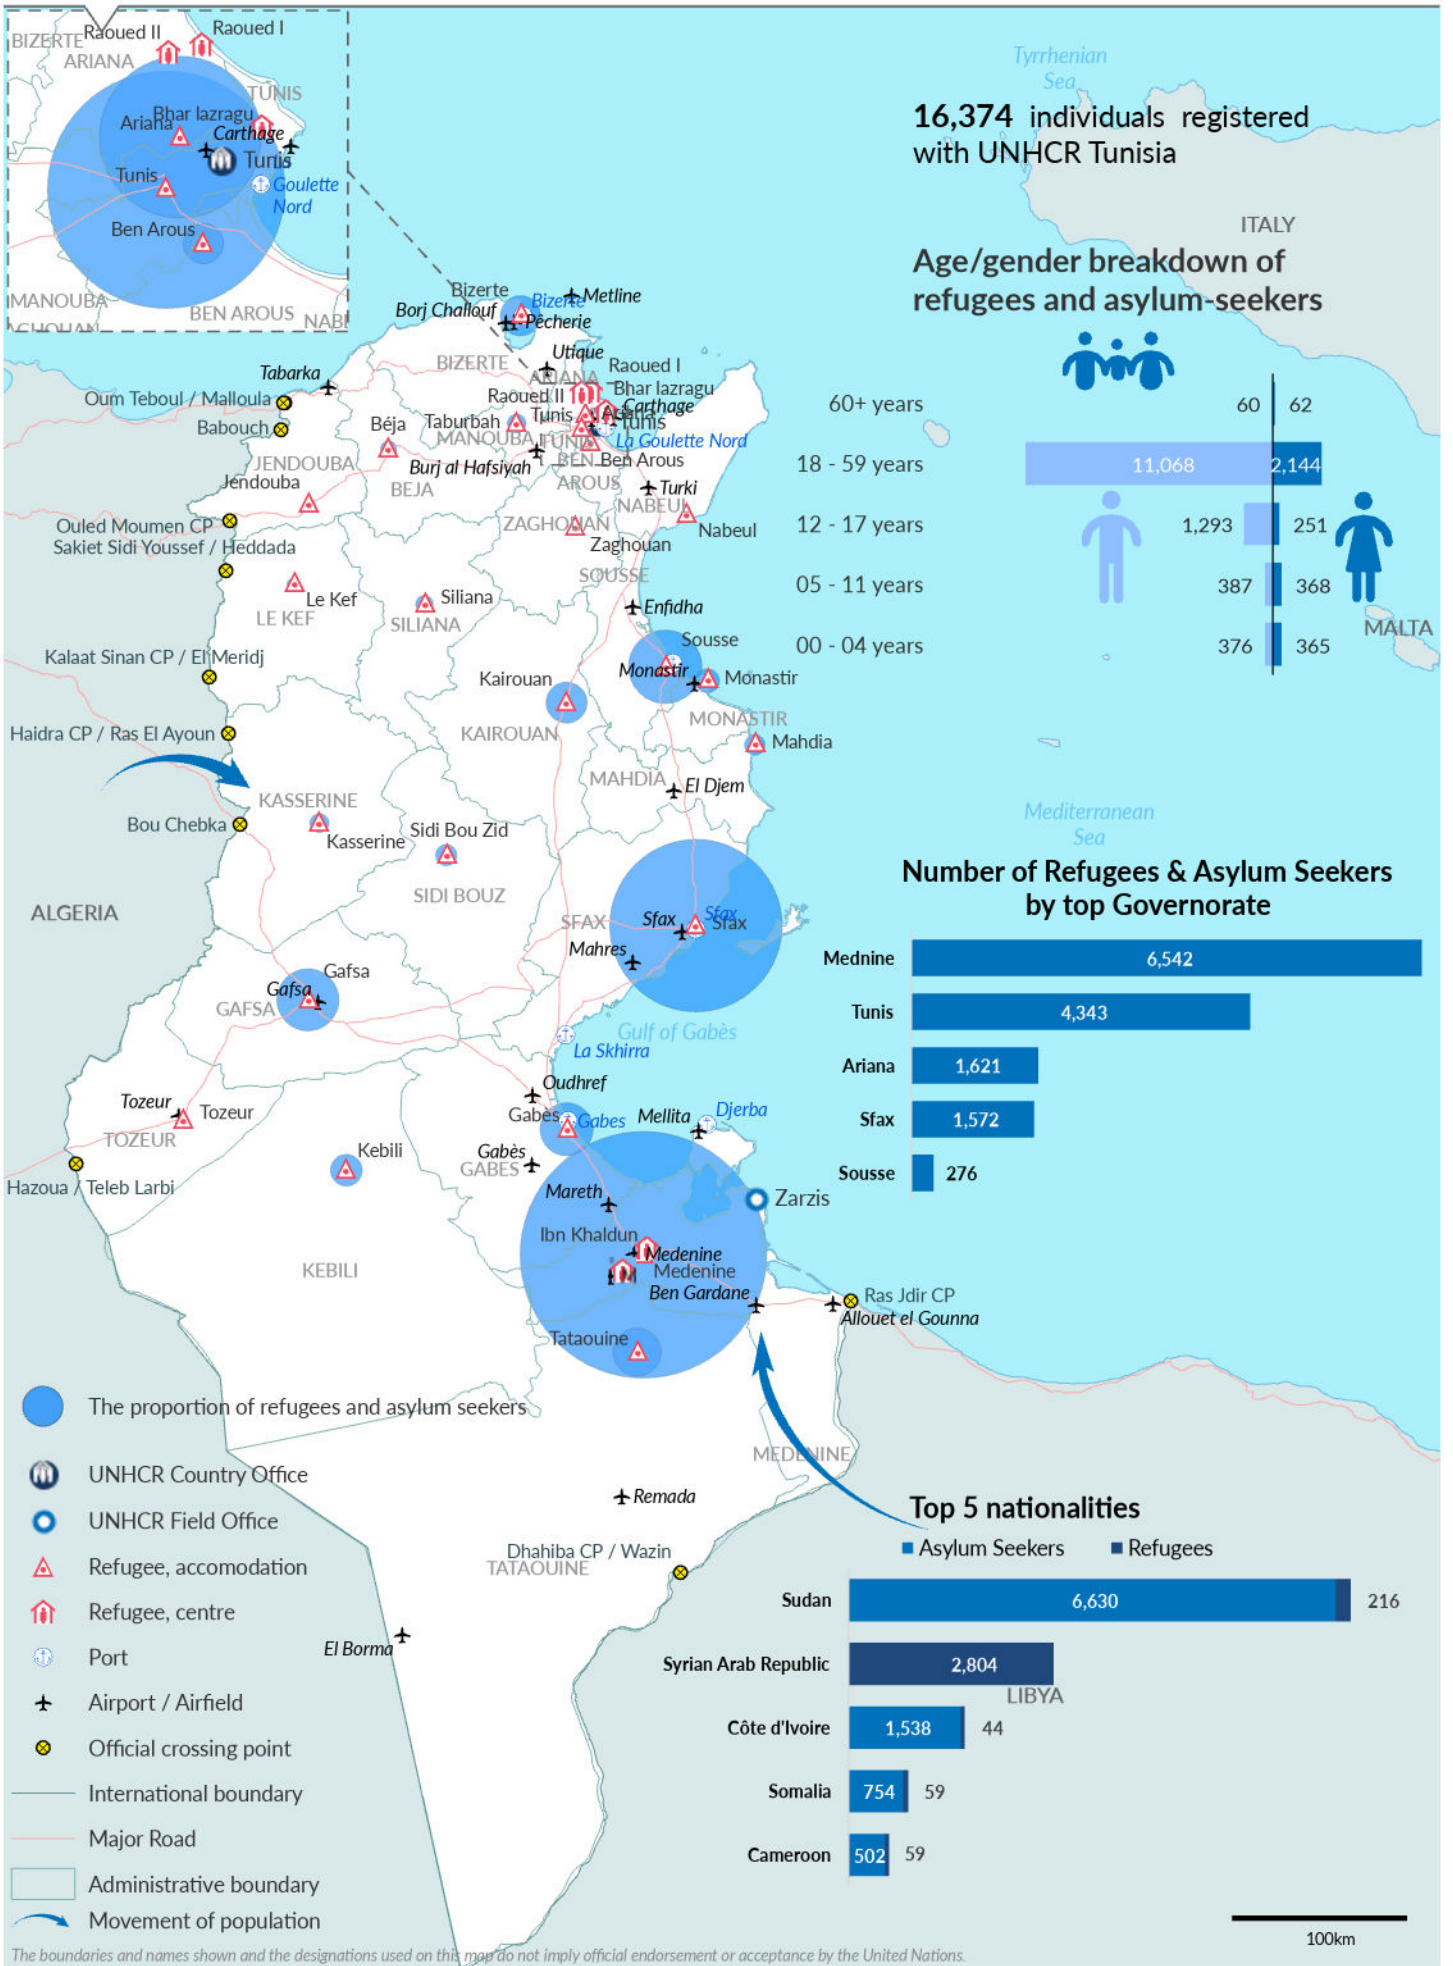 BIZERTE
Raoued II
Raoued I
ARIANA
TUNIS
Bhar lazragu
Ariana
Carthage
Tunis
Tunis
Goulette
Nord
Ben Arous
MANOUBA
BEN AROUS
Tyrrhenian
Sea
16,374 individuals registered
with UNHCR Tunisia
ITALY
Age/gender breakdown of
refugees and asylum-seekers
60+ years
60
62
18 - 59 years
11,068
2,144
12 - 17 years
1,293
251
05 - 11 years
387
368
00 - 04 years
376
365
MALTA
Bizerte
Bizerte
Metline
Borj Challouf
Pêcherie
Utique
BIZERTE
Tabarka
ARIANA
Raoued I
Oum Teboul / Malloula
Raoued II
Bhar lazragu
Carthage
Babouch
Béja
Taburbah
Tunis
Tunis
MANOUBA
La Goulette Nord
JENDOUBA
Burj al Hafsiyah
BEN
AROUS
Ben Arous
Jendouba
BEJA
Turki
NABEUL
Nabeul
Ouled Moumen CP
ZAGHOUAN
Zaghouan
Sakiet Sidi Youssef / Heddada
SOUSSE
Le Kef
LE KEF
Siliana
SILIANA
Enfidha
Sousse
Kalaat Sinan CP / El Meridj
Kairouan
Monastir
Monastir
MONASTIR
Haidra CP / Ras El Ayoun
KAIROUAN
Mahdia
MAHDIA
El Djem
KASSERINE
Mediterranean
Sea
Bou Chebka
Kasserine
Sidi Bou Zid
SIDI BOUZ
Number of Refugees & Asylum Seekers
by top Governorate
ALGERIA
SFAX
Sfax
Sfax
Sfax
Mahres
Mednine
6,542
Tunis
4,343
Ariana
1,621
Sfax
1,572
Sousse
276
Gafsa
Gafsa
GAFSA
Gulf of Gabès
La Skhirra
Oudhref
Tozeur
Tozeur
TOZEUR
Gabès
Gabes
Mellita
Djerba
Kebili
Gabès
GABES
Hazoua / Teleb Larbi
Mareth
Zarzis
Ibn Khaldun
Medenine
Medenine
KEBILI
Ben Gardane
Ras Jdir CP
Allouet el Gounna
Tataouine
MEDENINE
Remada
Dhahiba CP / Wazin
TATAOUINE
El Borma
The proportion of refugees and asylum seekers
UNHCR Country Office
UNHCR Field Office
Refugee, accomodation
Refugee, centre
Port
Airport / Airfield
Official crossing point
International boundary
Major Road
Administrative boundary
Movement of population
Top 5 nationalities
Asylum Seekers
Refugees
Sudan
6,630
216
Syrian Arab Republic
2,804
LIBYA
Côte d'Ivoire
1,538
44
Somalia
754
59
Cameroon
502
59
100km
The boundaries and names shown and the designations used on this map do not imply official endorsement or acceptance by the United Nations.